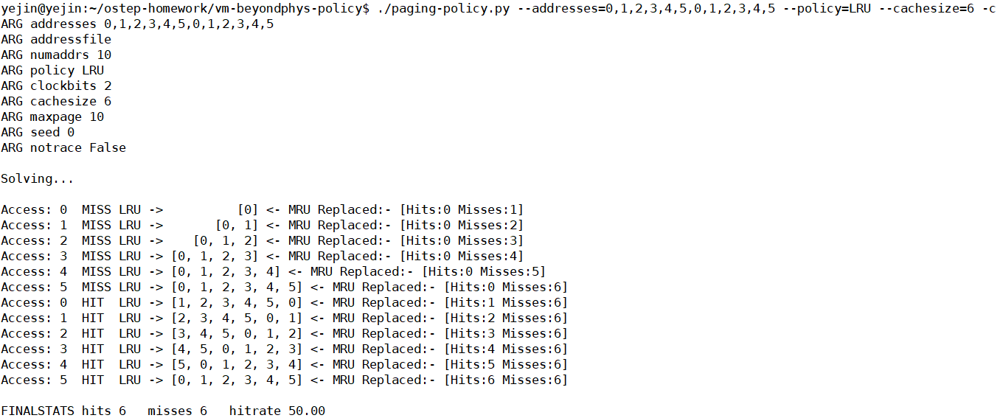 yejin@yejin:~/ostep-homework/vm-beyondphys-policy$ ./paging-policy.py --addresses=0,1,2,3,4,5,0,1,2,3,4,5 --policy=LRU --cachesize=6 -c
ARG addresses 0,1,2,3,4,5,0,1,2,3,4,5
ARG addressfile
ARG numaddrs 10
ARG policy LRU
ARG clockbits 2
ARG cachesize 6
ARG maxpage 10
ARG seed 0
ARG notrace False

Solving...

Access: 0  MISS LRU ->          [0] <- MRU Replaced:- [Hits:0 Misses:1]
Access: 1  MISS LRU ->       [0, 1] <- MRU Replaced:- [Hits:0 Misses:2]
Access: 2  MISS LRU ->    [0, 1, 2] <- MRU Replaced:- [Hits:0 Misses:3]
Access: 3  MISS LRU -> [0, 1, 2, 3] <- MRU Replaced:- [Hits:0 Misses:4]
Access: 4  MISS LRU -> [0, 1, 2, 3, 4] <- MRU Replaced:- [Hits:0 Misses:5]
Access: 5  MISS LRU -> [0, 1, 2, 3, 4, 5] <- MRU Replaced:- [Hits:0 Misses:6]
Access: 0  HIT  LRU -> [1, 2, 3, 4, 5, 0] <- MRU Replaced:- [Hits:1 Misses:6]
Access: 1  HIT  LRU -> [2, 3, 4, 5, 0, 1] <- MRU Replaced:- [Hits:2 Misses:6]
Access: 2  HIT  LRU -> [3, 4, 5, 0, 1, 2] <- MRU Replaced:- [Hits:3 Misses:6]
Access: 3  HIT  LRU -> [4, 5, 0, 1, 2, 3] <- MRU Replaced:- [Hits:4 Misses:6]
Access: 4  HIT  LRU -> [5, 0, 1, 2, 3, 4] <- MRU Replaced:- [Hits:5 Misses:6]
Access: 5  HIT  LRU -> [0, 1, 2, 3, 4, 5] <- MRU Replaced:- [Hits:6 Misses:6]

FINALSTATS hits 6   misses 6   hitrate 50.00